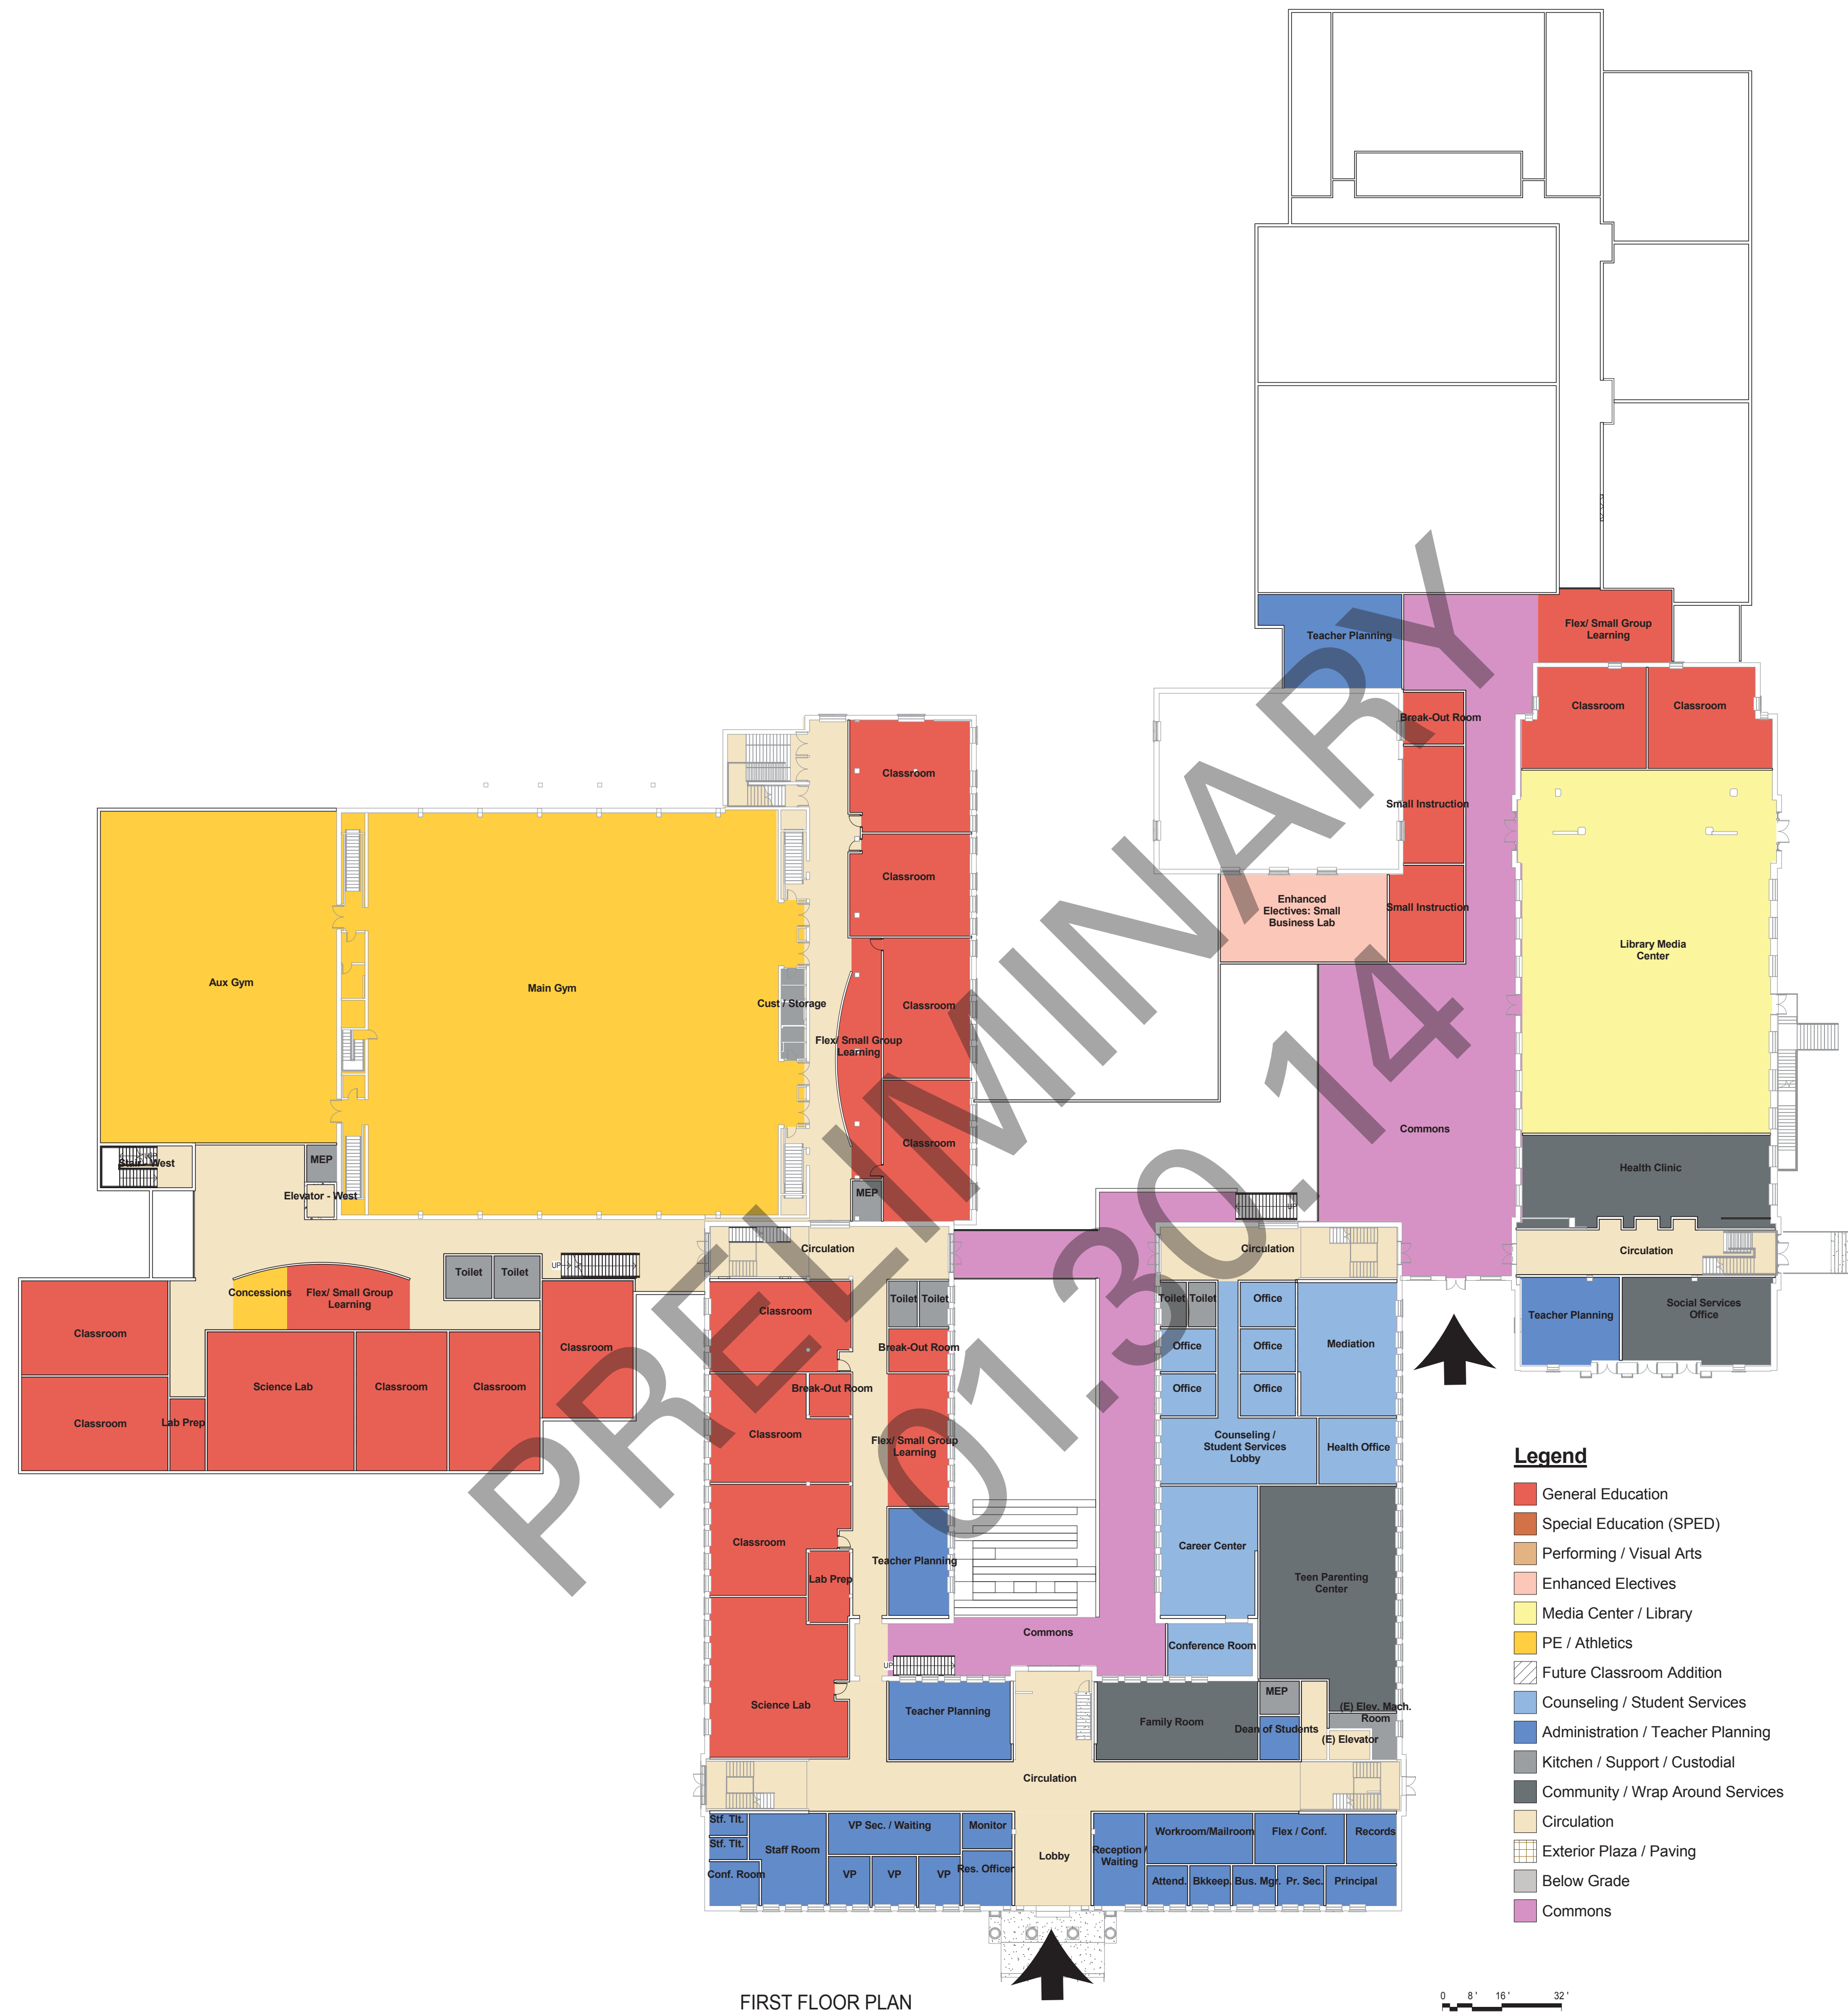 Teacher Planning
Flex/ Small Group
Learning
Classroom
Classroom
Break-Out Room
Small Instruction
Small Instruction
Enhanced
Electives: Small
Business Lab
Library Media
Center
Commons
Health Clinic
Circulation
Teacher Planning
Social Services
Office
Classroom
Classroom
Classroom
Classroom
Flex/ Small Group
Learning
Cust / Storage
MEP
Aux Gym
Main Gym
UP
Stair - West
MEP
Elevator - West
Concessions
Flex/ Small Group
Learning
Toilet
Toilet
UP
Classroom
Classroom
Lab Prep
Science Lab
Classroom
Classroom
Classroom
Circulation
Classroom
Toilet
Toilet
Break-Out Room
Break-Out Room
Classroom
Flex/ Small Group
Learning
Classroom
Lab Prep
Teacher Planning
Science Lab
UP
Commons
Teacher Planning
UP
Circulation
Toilet
Toilet
Office
Office
Office
Office
Office
Mediation
Counseling /
Student Services
Lobby
Health Office
Career Center
Teen Parenting
Center
Conference Room
Family Room
MEP
Dean of Students
(E) Elev. Mach.
Room
(E) Elevator
Circulation
Stf. Tlt.
Stf. Tlt.
Conf. Room
Staff Room
VP Sec. / Waiting
VP
VP
VP
Monitor
Res. Officer
Lobby
Reception /
Waiting
Workroom/Mailroom
Flex / Conf.
Records
Attend.
Bkkeep.
Bus. Mgr.
Pr. Sec.
Principal
PRELIMINARY
01.30.14
Legend
General Education
Special Education (SPED)
Performing / Visual Arts
Enhanced Electives
Media Center / Library
PE / Athletics
Future Classroom Addition
Counseling / Student Services
Administration / Teacher Planning
Kitchen / Support / Custodial
Community / Wrap Around Services
Circulation
Exterior Plaza / Paving
Below Grade
Commons
FIRST FLOOR PLAN
0 8' 16' 32'